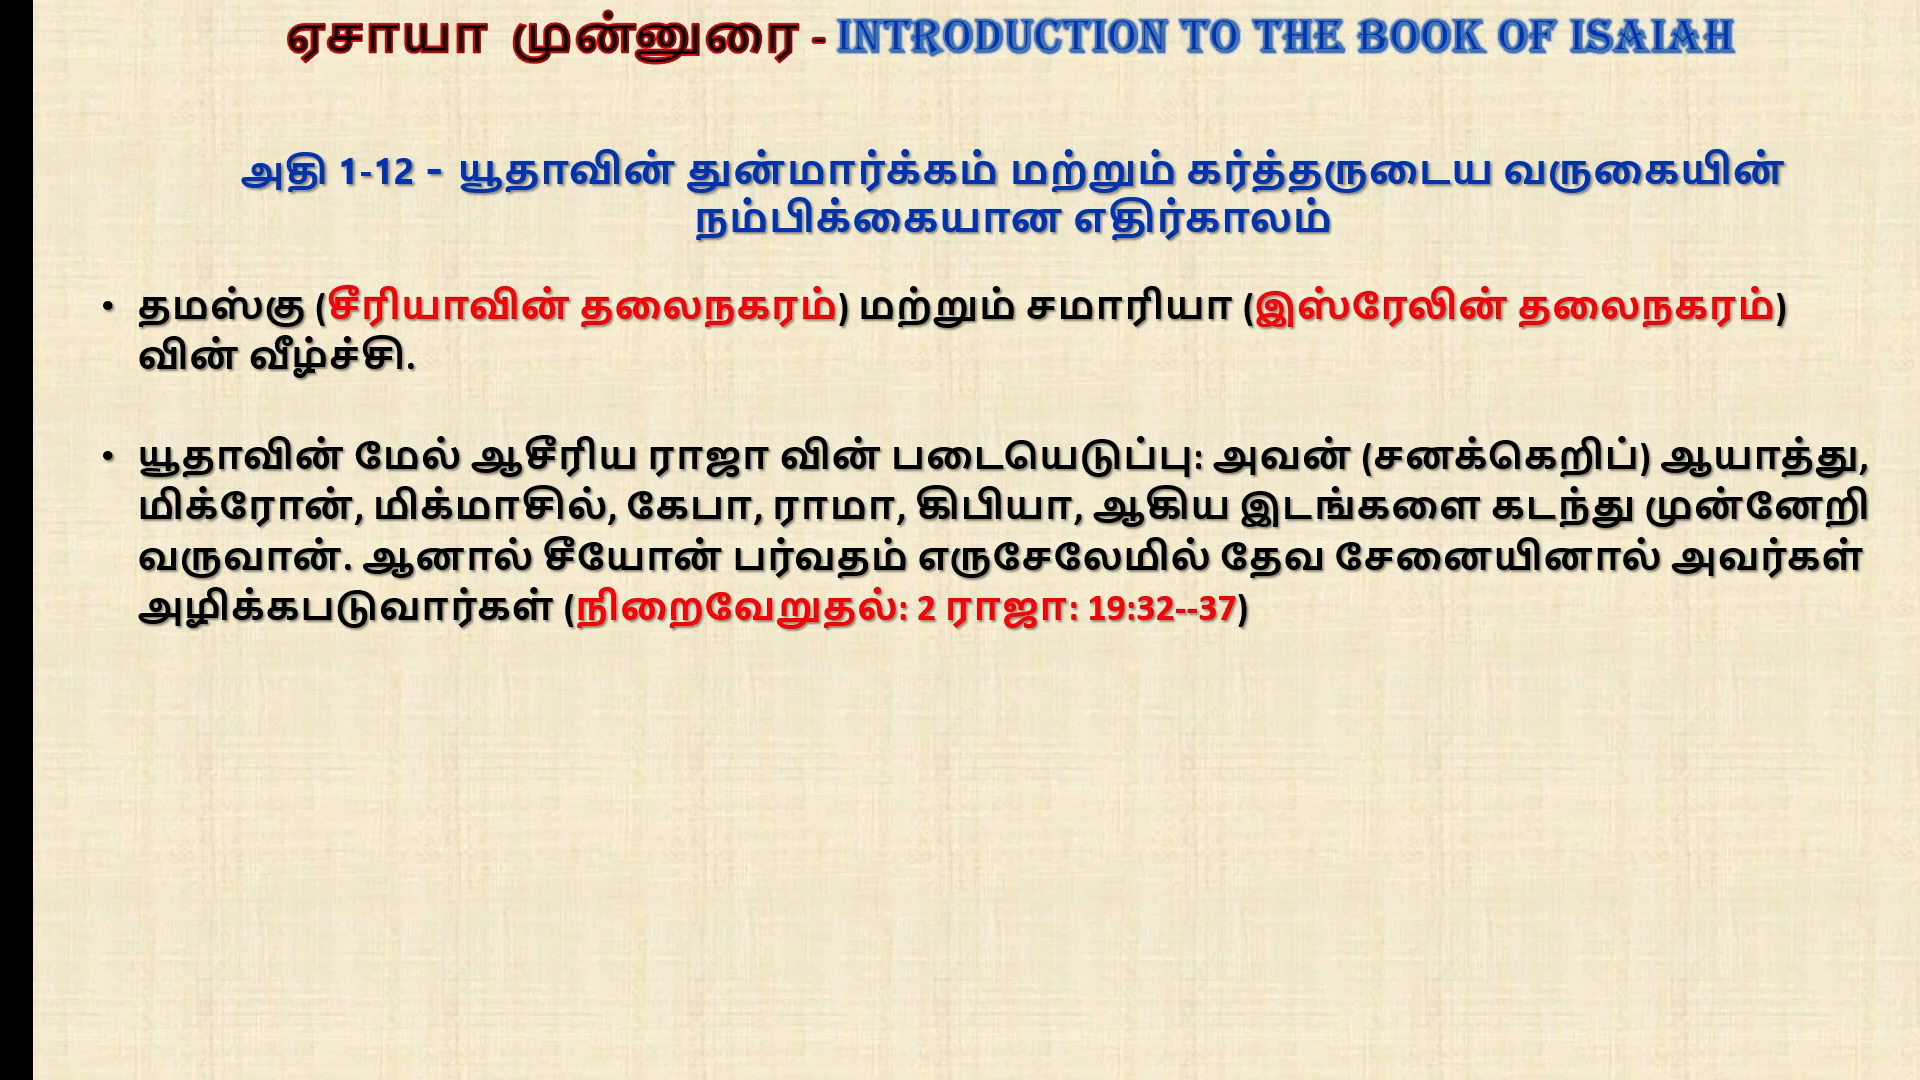 ஏசாயா முன்னுரை - INTRODUCTION TO THE BOOK OF ISAIAH
அதி 1-12 - யூதாவின் துன்மார்க்கம் மற்றும் கர்த்தருடைய வருகையின்
நம்பிக்கையான எதிர்காலம்
• தமஸ்கு (சீரியாவின் தலைநகரம்) மற்றும் சமாரியா (இஸ்ரேலின் தலைநகரம்)
வின் வீழ்ச்சி.
• யூதாவின் மேல் ஆசீரிய ராஜா வின் படையெடுப்பு: அவன் (சனக்கெறிப்) ஆயாத்து,
மிக்ரோன், மிக்மாசில், கேபா, ராமா, கிபியா, ஆகிய இடங்களை கடந்து முன்னேறி
வருவான். ஆனால் சீயோன் பர்வதம் எருசேலேமில் தேவ சேனையினால் அவர்கள்
அழிக்கபடுவார்கள் (நிறைவேறுதல்: 2 ராஜா: 19:32--37)